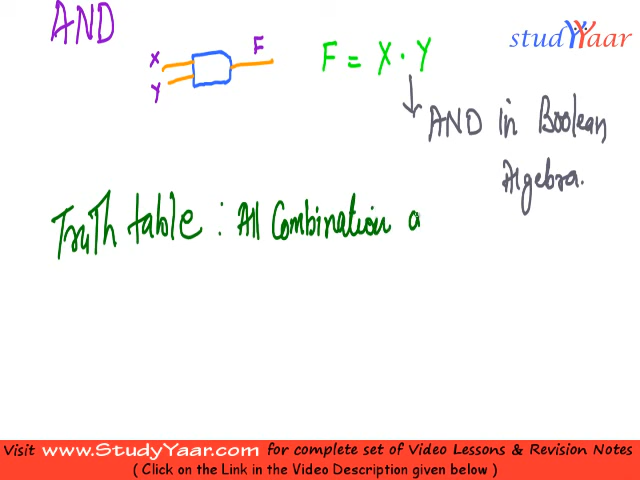 AND
studYYaar
X
Y
F
F = X · Y
AND in Boolean
Algebra.
Truth table : All Combination o
Visit www.StudyYaar.com for complete set of Video Lessons & Revision Notes
( Click on the Link in the Video Description given below )